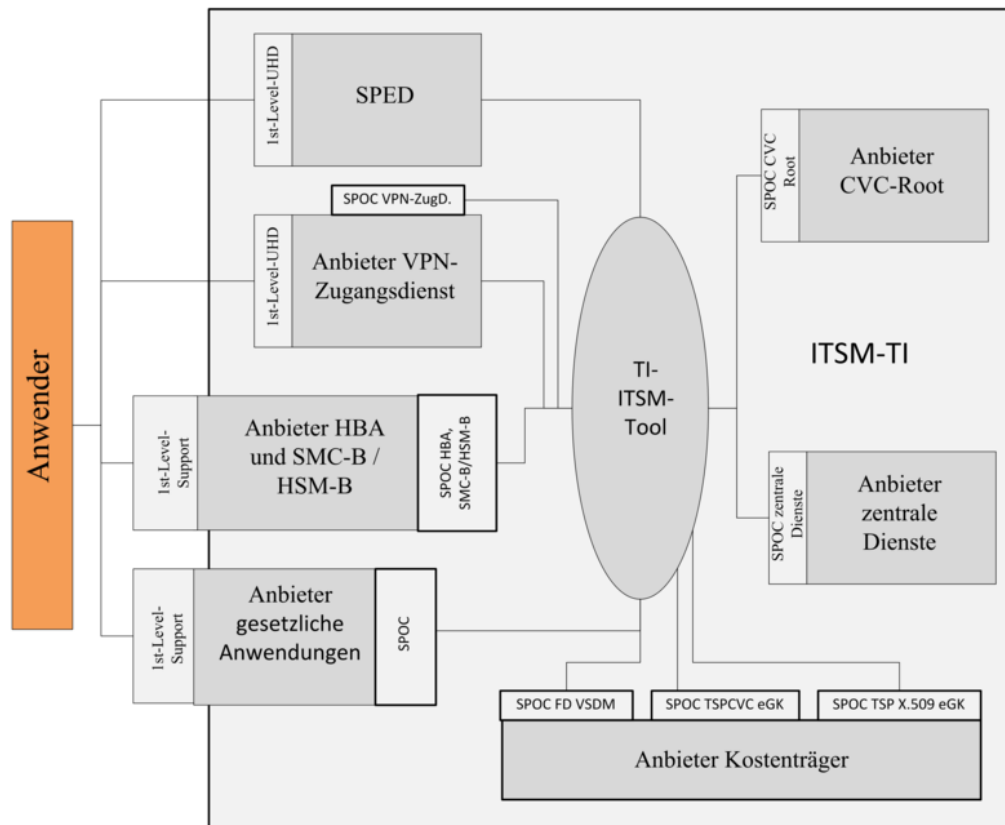 Anwender
1st-Level-UHD
SPED
SPOC VPN-ZugD.
1st-Level-UHD
Anbieter VPN-
Zugangsdienst
1st-Level-
Support
Anbieter HBA
und SMC-B /
HSM-B
SPOC HBA,
SMC-B/HSM-B
1st-Level-
Support
Anbieter
gesetzliche
Anwendungen
SPOC
TI-
ITSM-
Tool
SPOC CVC
Root
Anbieter
CVC-Root
ITSM-TI
SPOC zentrale
Dienste
Anbieter
zentrale
Dienste
SPOC FD VSDM
SPOC TSPCVC eGK
SPOC TSP X.509 eGK
Anbieter Kostenträger